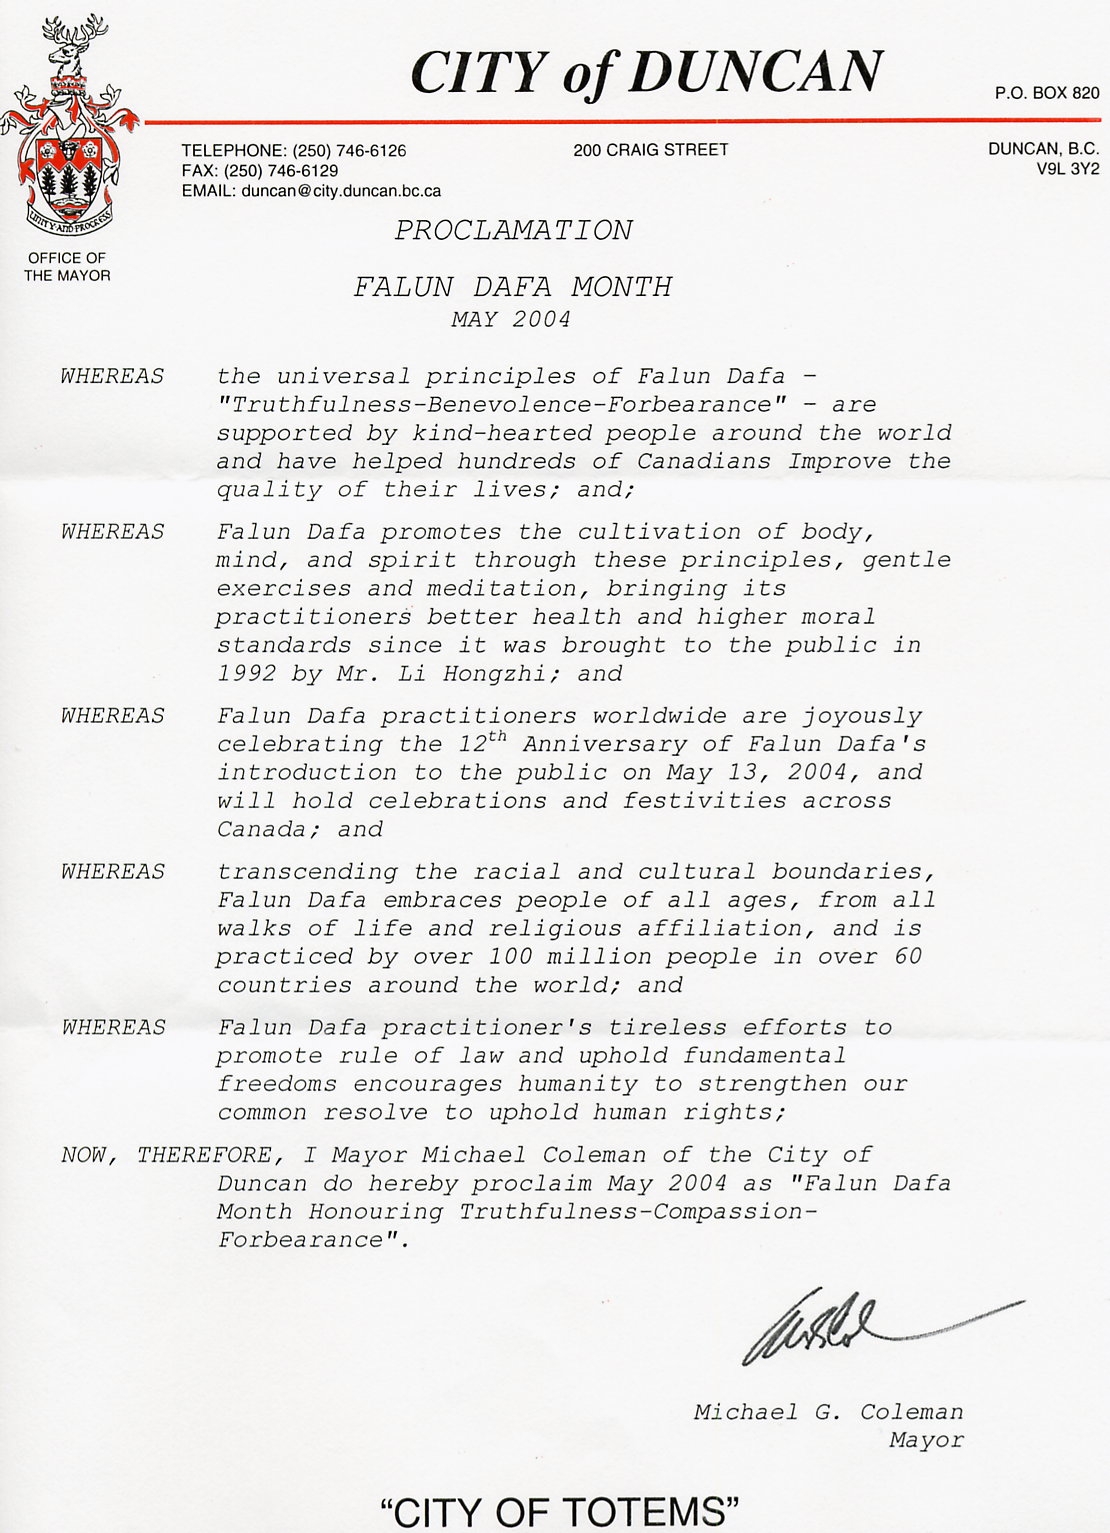 CITY of DUNCAN
P.O. BOX 820
TELEPHONE: (250) 746-6126
200 CRAIG STREET
DUNCAN, B.C.
FAX: (250) 746-6129
V9L 3Y2
EMAIL: duncan@city.duncan.bc.ca
UNITY AND PROGRESS
OFFICE OF
THE MAYOR
PROCLAMATION
FALUN DAFA MONTH
MAY 2004
WHEREAS the universal principles of Falun Dafa –
"Truthfulness-Benevolence-Forbearance" – are
supported by kind-hearted people around the world
and have helped hundreds of Canadians Improve the
quality of their lives; and;
WHEREAS Falun Dafa promotes the cultivation of body,
mind, and spirit through these principles, gentle
exercises and meditation, bringing its
practitioners better health and higher moral
standards since it was brought to the public in
1992 by Mr. Li Hongzhi; and
WHEREAS Falun Dafa practitioners worldwide are joyously
celebrating the 12th Anniversary of Falun Dafa's
introduction to the public on May 13, 2004, and
will hold celebrations and festivities across
Canada; and
WHEREAS transcending the racial and cultural boundaries,
Falun Dafa embraces people of all ages, from all
walks of life and religious affiliation, and is
practiced by over 100 million people in over 60
countries around the world; and
WHEREAS Falun Dafa practitioner's tireless efforts to
promote rule of law and uphold fundamental
freedoms encourages humanity to strengthen our
common resolve to uphold human rights;
NOW, THEREFORE, I Mayor Michael Coleman of the City of
Duncan do hereby proclaim May 2004 as "Falun Dafa
Month Honouring Truthfulness-Compassion-
Forbearance".
Michael G. Coleman
Mayor
“CITY OF TOTEMS”